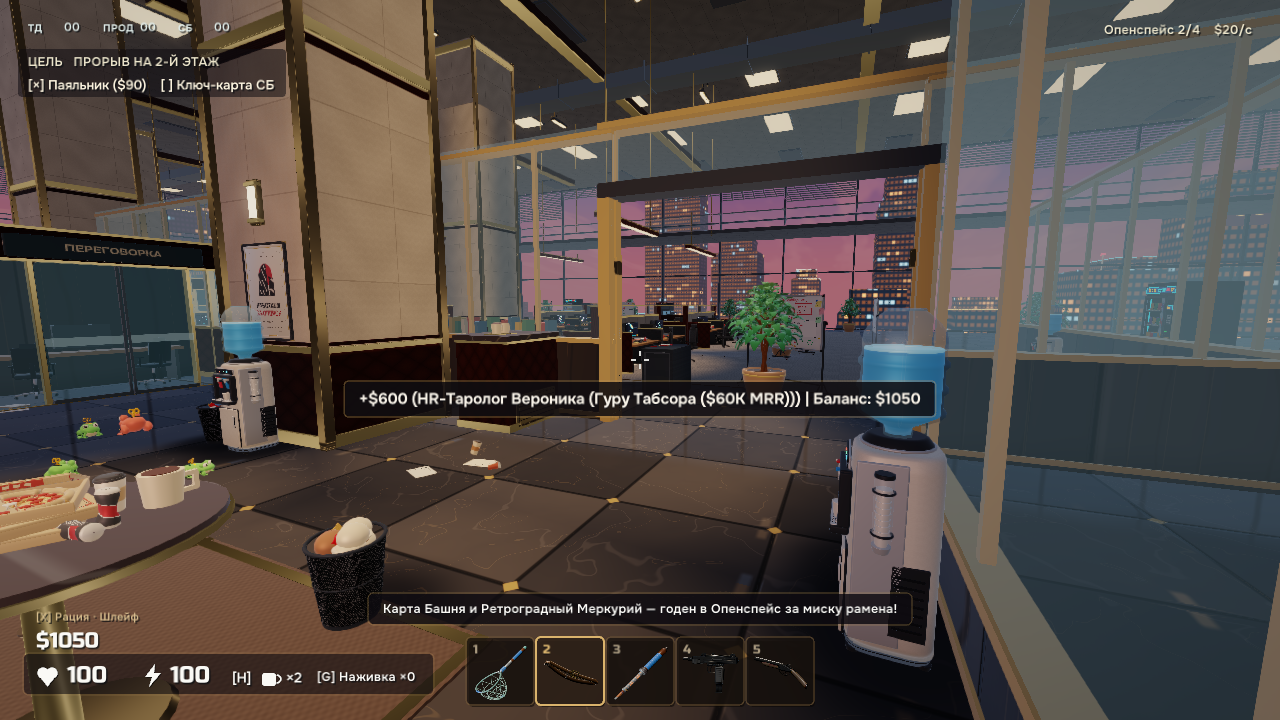 ТД 00 ПРОД 00 СБ 00
Опенспейс 2/4 $20/с
ЦЕЛЬ ПРОРЫВ НА 2-Й ЭТАЖ
[×] Паяльник ($90) [ ] Ключ-карта СБ
ПЕРЕГОВОРКА
+$600 (HR-Таролог Вероника (Гуру Табсора ($60K MRR))) | Баланс: $1050
Карта Башня и Ретроградный Меркурий — годен в Опенспейс за миску рамена!
[X] Рация · Шлейф
$1050
100 100 [H] ×2 [G] Наживка ×0
1 2 3 4 5